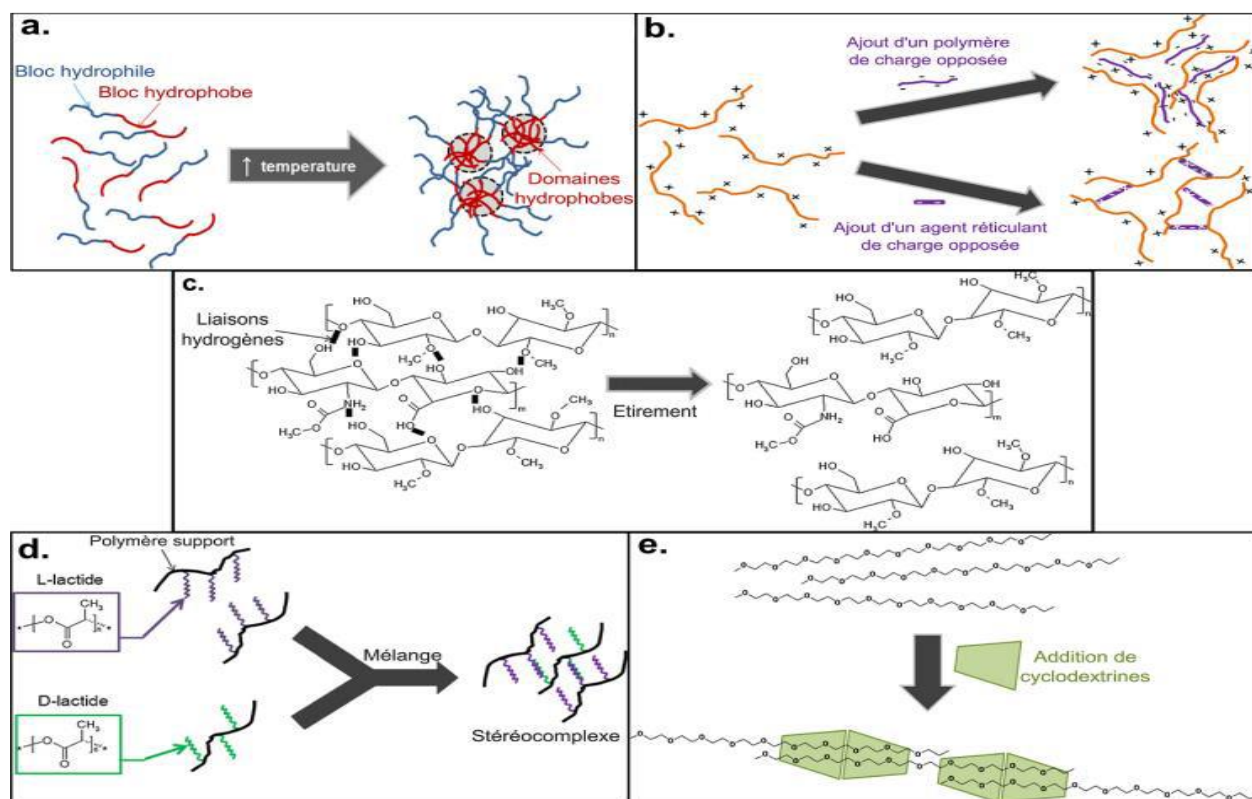 a.
Bloc hydrophile
Bloc hydrophobe
↑ temperature
Domaines
hydrophobes
b.
Ajout d'un polymère
de charge opposée
Ajout d'un agent réticulant
de charge opposée
c.
Liaisons
hydrogènes
Etirement
d.
Polymère support
L-lactide
D-lactide
Mélange
Stéréocomplexe
e.
Addition de
cyclodextrines